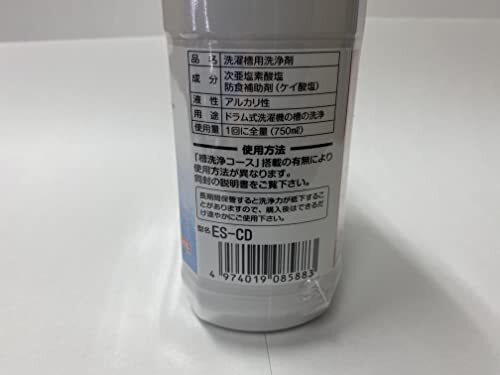 品名 洗濯槽用洗浄剤
成分 次亜塩素酸塩
防食補助剤(ケイ酸塩)
液性 アルカリ性
用途 ドラム式洗濯機の槽の洗浄
使用量 1回に全量(750mℓ)
使用方法
「槽洗浄コース」搭載の有無により
使用方法が異なります。
同封の説明書をご覧下さい。
長期間保管すると洗浄力が低下するこ
とがありますので、購入後はできるだ
け速やかにご使用下さい。
型名 ES-CD
4 974019 085883